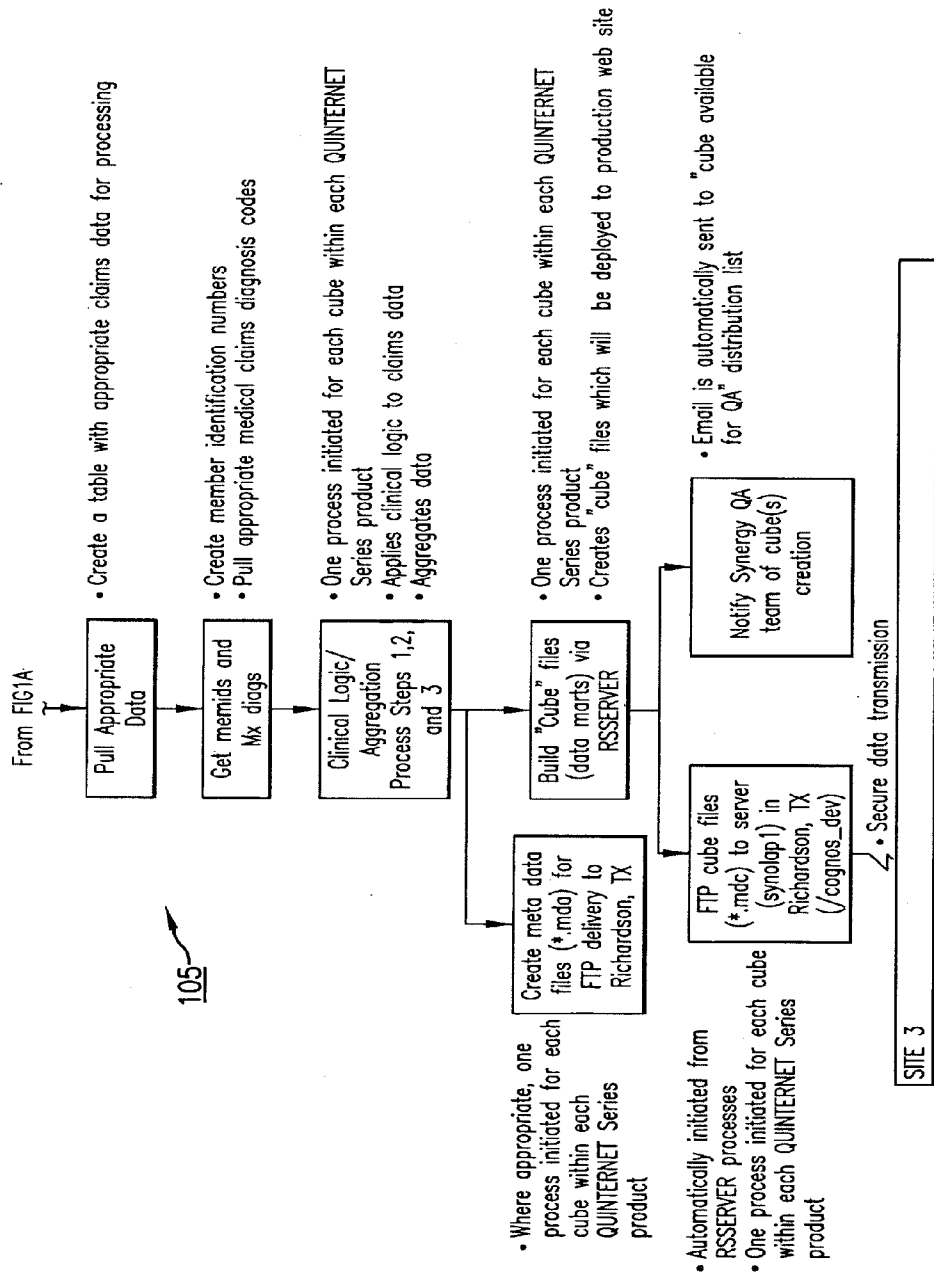 From FIG1A
105
Pull Appropriate
Data
• Create a table with appropriate claims data for processing
Get memids and
Mx diags
• Create member identification numbers
• Pull appropriate medical claims diagnosis codes
Clinical Logic/
Aggregation
Process Steps 1,2,
and 3
• One process initiated for each cube within each QUINTERNET
Series product
• Applies clinical logic to claims data
• Aggregates data
• Where appropriate, one
process initiated for each
cube within each
QUINTERNET Series
product
Create meta data
files (*.mda) for
FTP delivery to
Richardson, TX
Build "Cube" files
(data marts) via
RSSERVER
• One process initiated for each cube within each QUINTERNET
Series product
• Creates "cube" files which will be deployed to production web site
• Automatically initiated from
RSSERVER processes
• One process initiated for each cube
within each QUINTERNET Series
product
FTP cube files
(*.mdc) to server
(synolap1) in
Richardson, TX
(/cognos_dev)
Notify Synergy QA
team of cube(s)
creation
• Email is automatically sent to "cube available
for QA" distribution list
• Secure data transmission
SITE 3